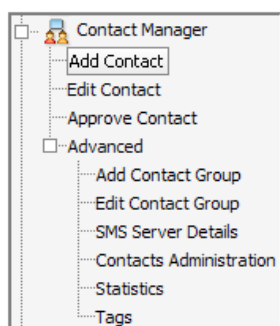 Contact Manager
Add Contact
Edit Contact
Approve Contact
Advanced
Add Contact Group
Edit Contact Group
SMS Server Details
Contacts Administration
Statistics
Tags